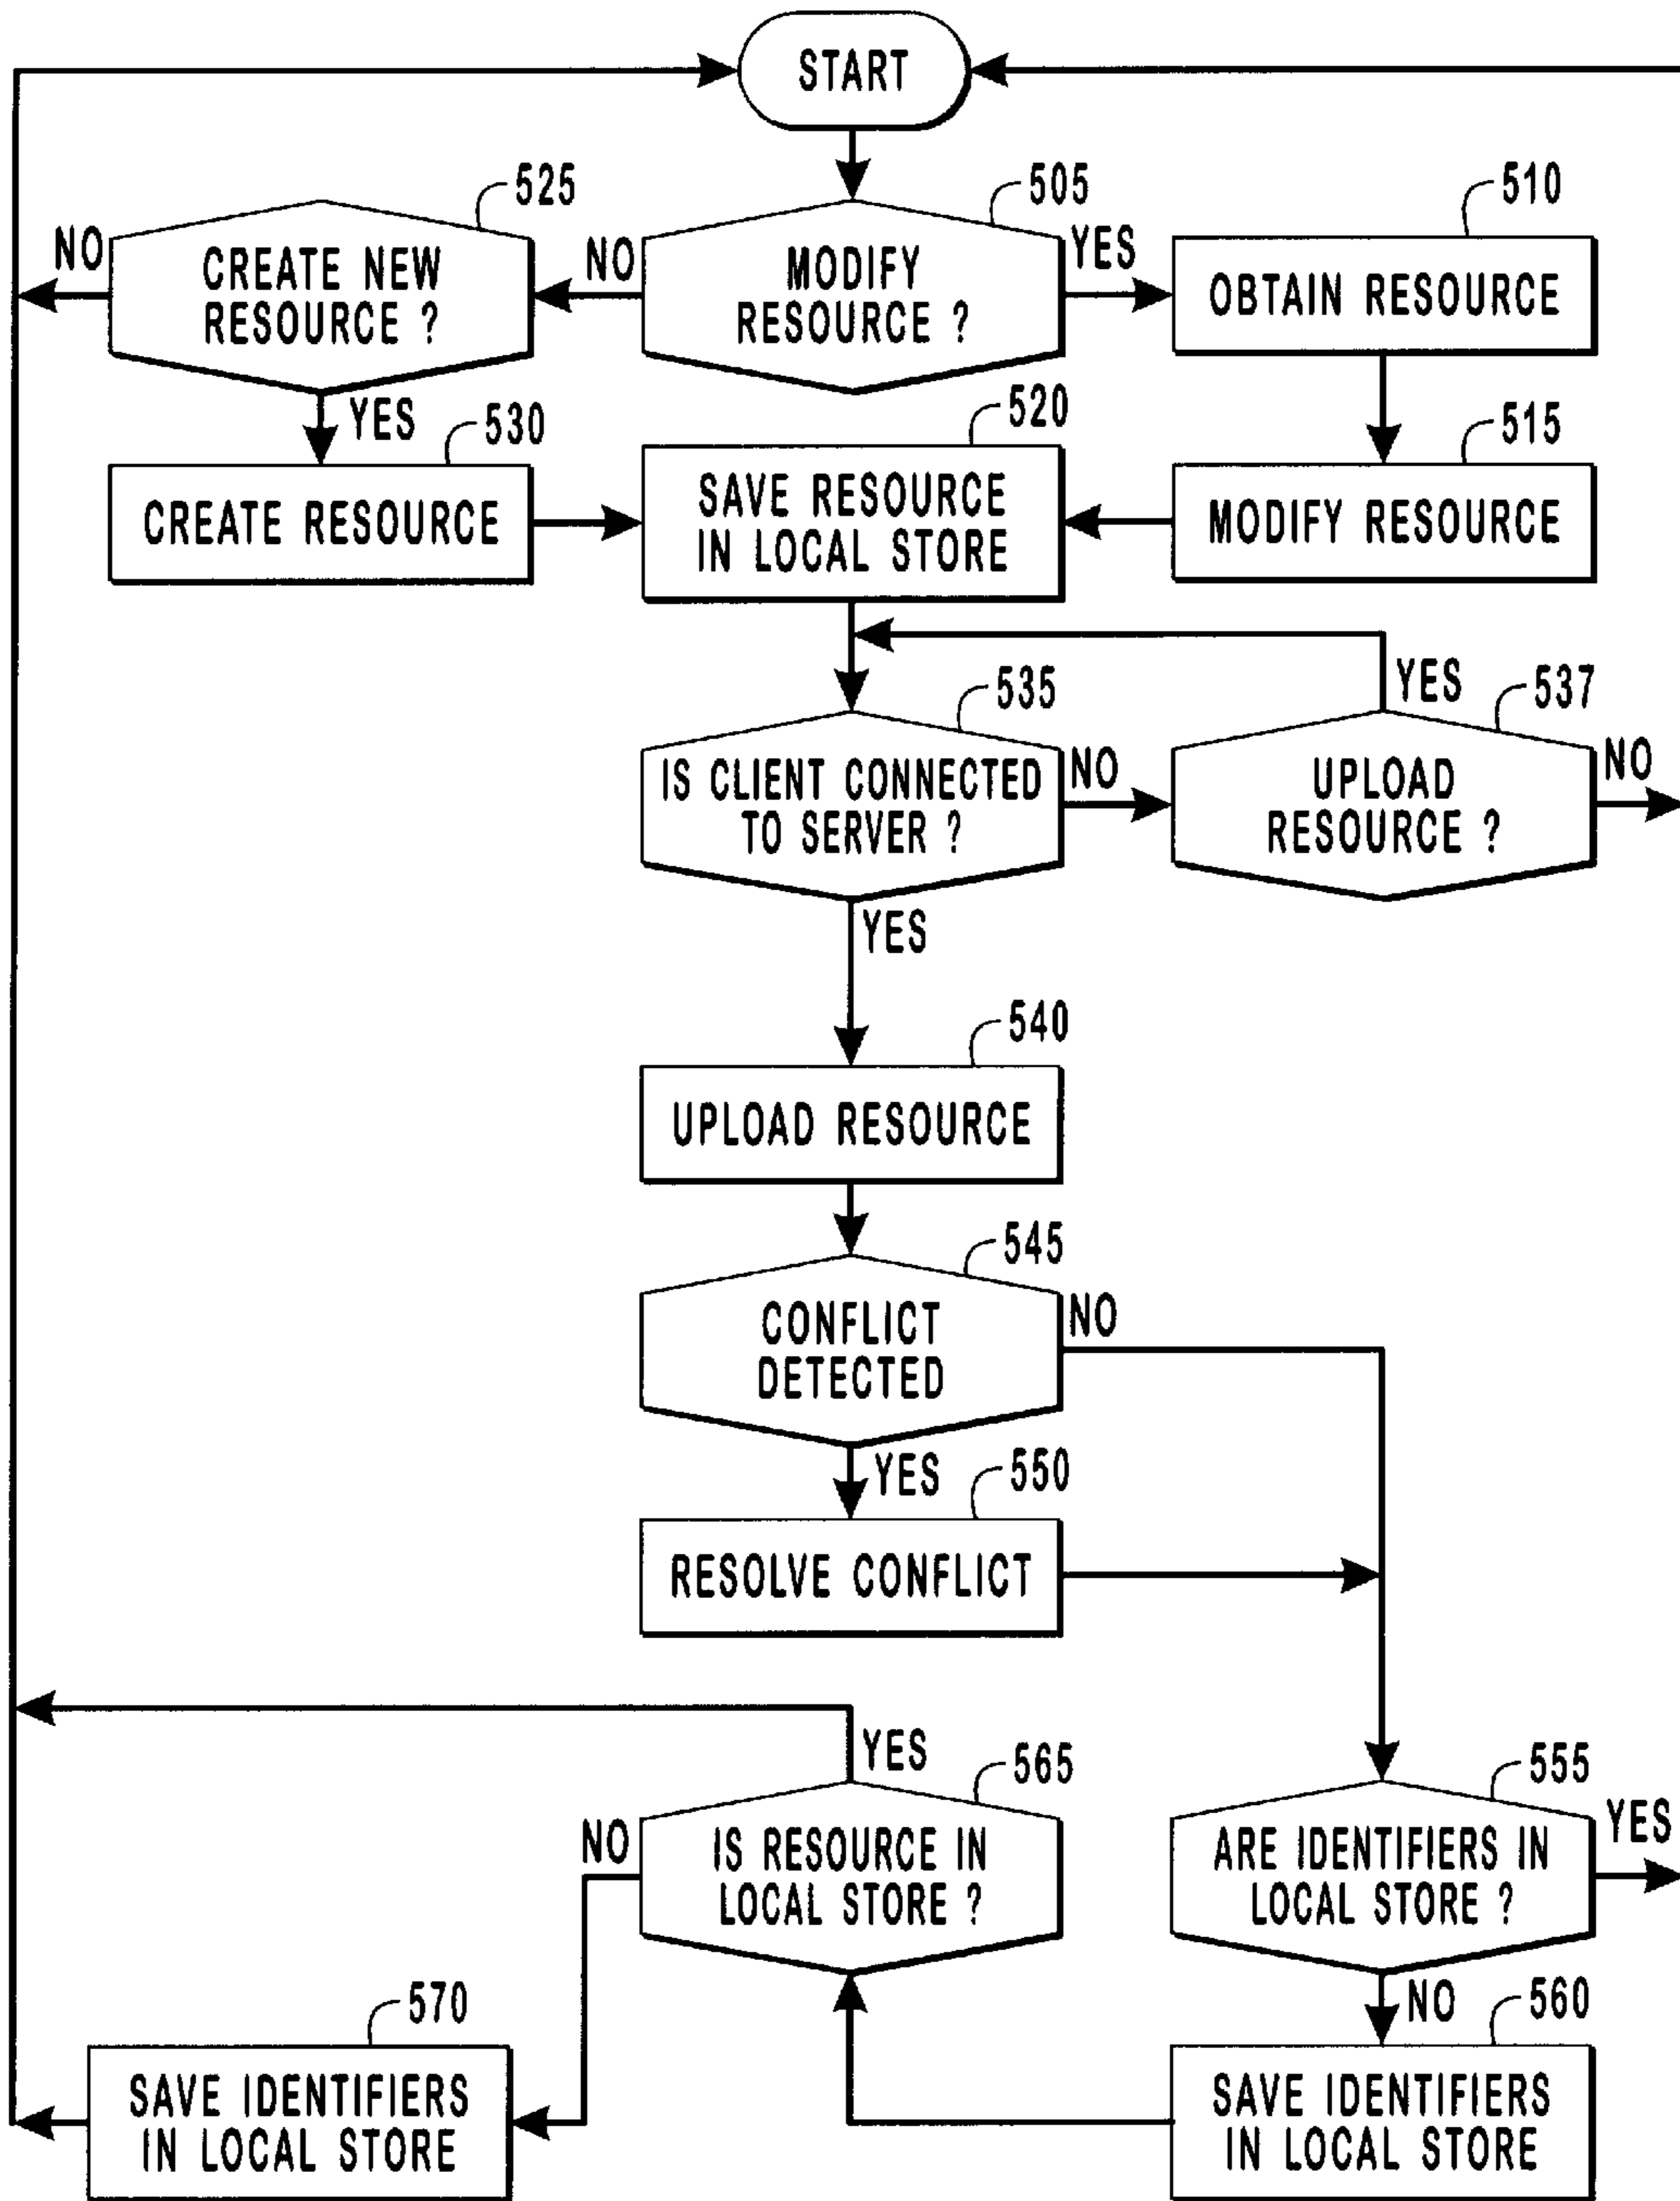 START
525
505
510
NO
CREATE NEW
RESOURCE ?
NO
MODIFY
RESOURCE ?
YES
OBTAIN RESOURCE
YES
530
520
515
CREATE RESOURCE
SAVE RESOURCE
IN LOCAL STORE
MODIFY RESOURCE
535
YES
537
IS CLIENT CONNECTED
TO SERVER ?
NO
UPLOAD
RESOURCE ?
NO
YES
540
UPLOAD RESOURCE
545
CONFLICT
DETECTED
NO
YES
550
RESOLVE CONFLICT
YES
565
555
NO
IS RESOURCE IN
LOCAL STORE ?
ARE IDENTIFIERS IN
LOCAL STORE ?
YES
570
NO
560
SAVE IDENTIFIERS
IN LOCAL STORE
SAVE IDENTIFIERS
IN LOCAL STORE